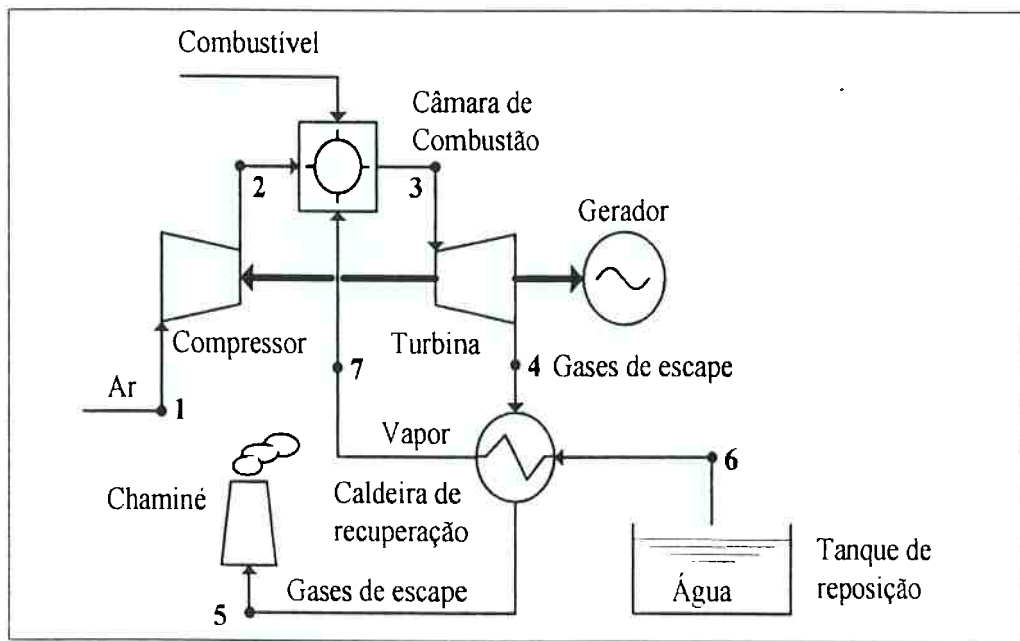 Combustível
Câmara de
Combustão
2
3
Gerador
Compressor
Turbina
7
4 Gases de escape
Ar
1
Vapor
6
Chaminé
Caldeira de
recuperação
Tanque de
reposição
Água
Gases de escape
5